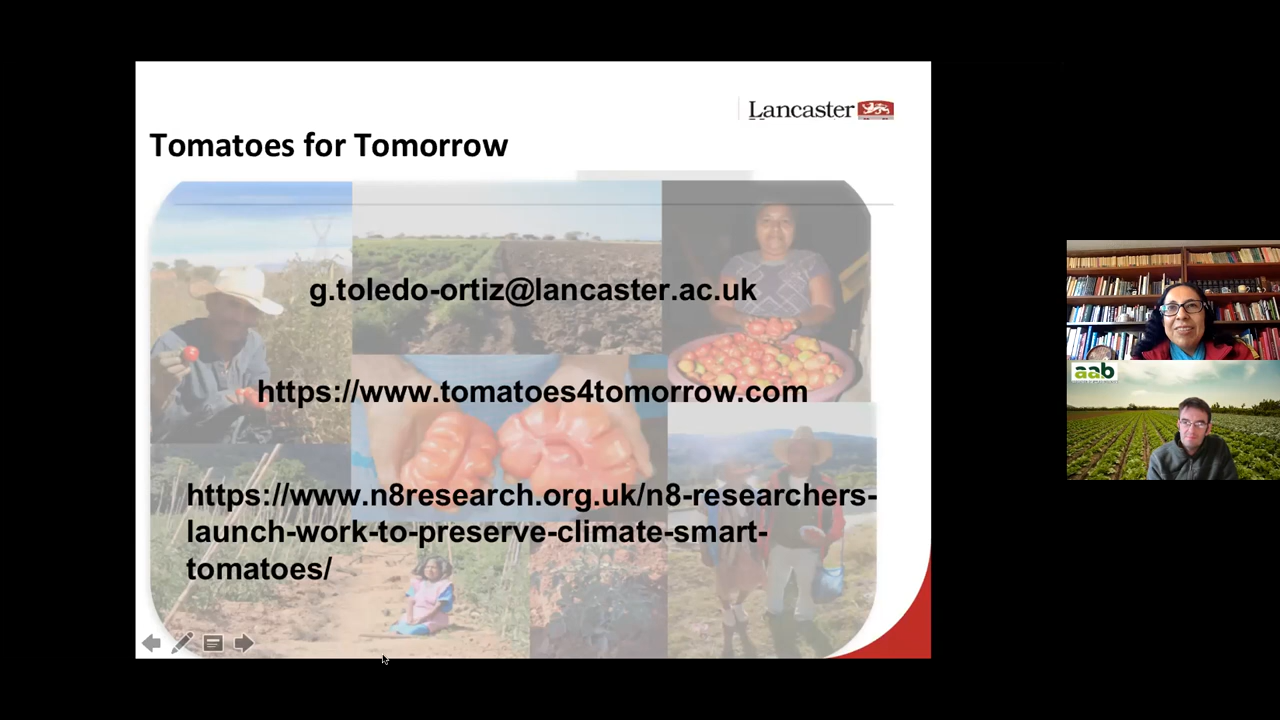 Lancaster
Tomatoes for Tomorrow
g.toledo-ortiz@lancaster.ac.uk
https://www.tomatoes4tomorrow.com
https://www.n8research.org.uk/n8-researchers-
launch-work-to-preserve-climate-smart-
tomatoes/
aab